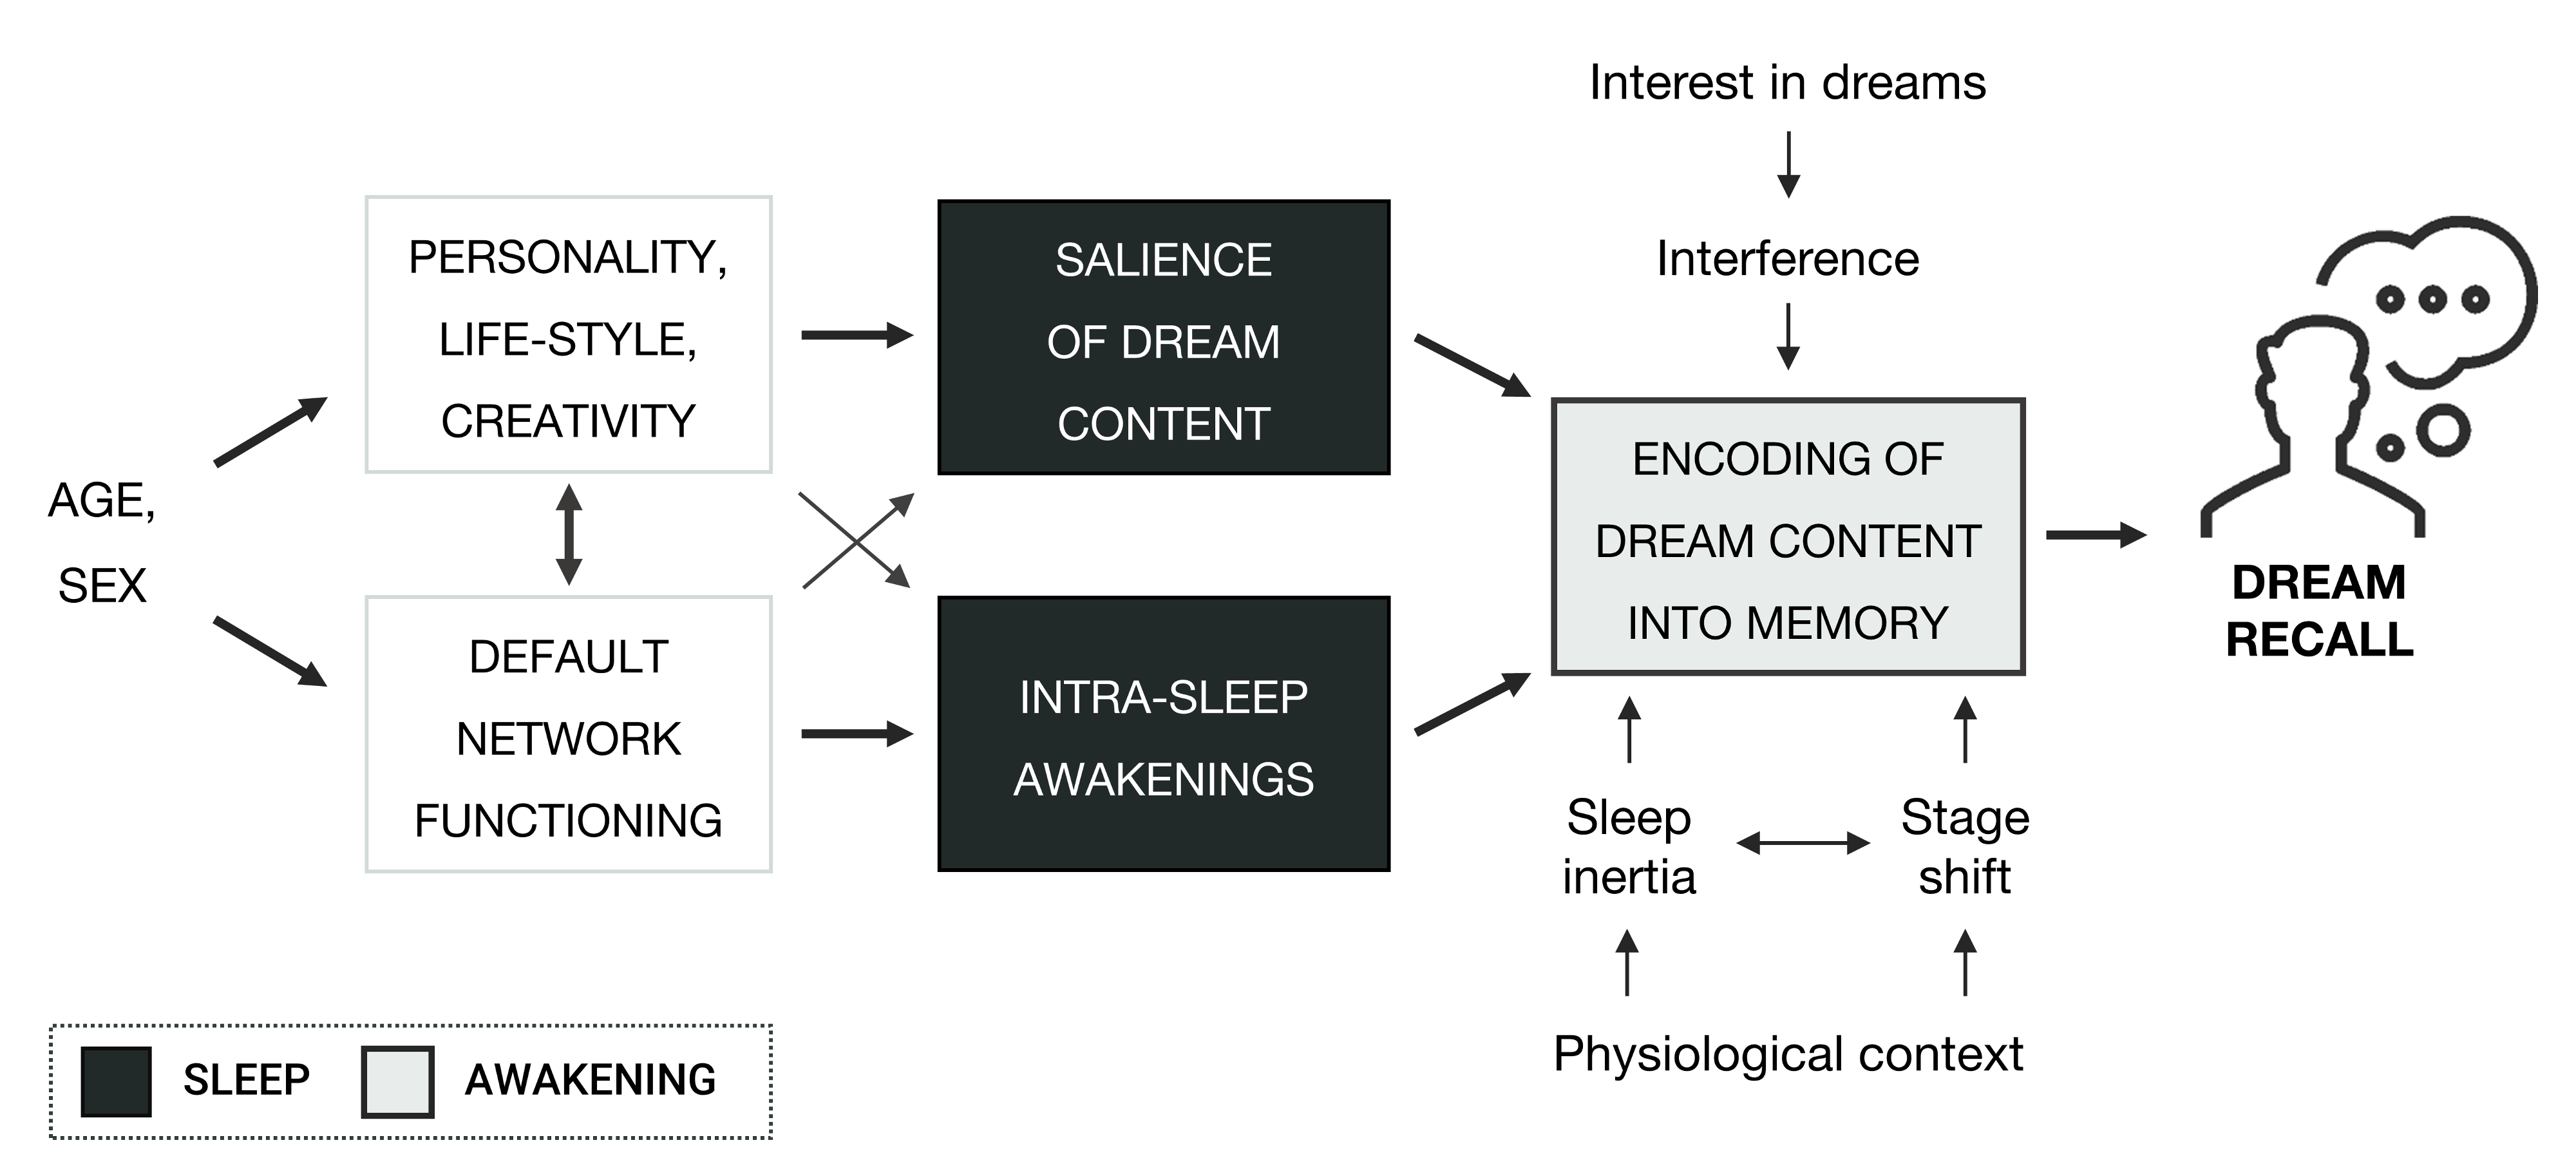 AGE,
SEX
PERSONALITY,
LIFE-STYLE,
CREATIVITY
DEFAULT
NETWORK
FUNCTIONING
SALIENCE
OF DREAM
CONTENT
INTRA-SLEEP
AWAKENINGS
Interest in dreams
Interference
ENCODING OF
DREAM CONTENT
INTO MEMORY
Sleep
inertia
Stage
shift
Physiological context
DREAM
RECALL
SLEEP
AWAKENING